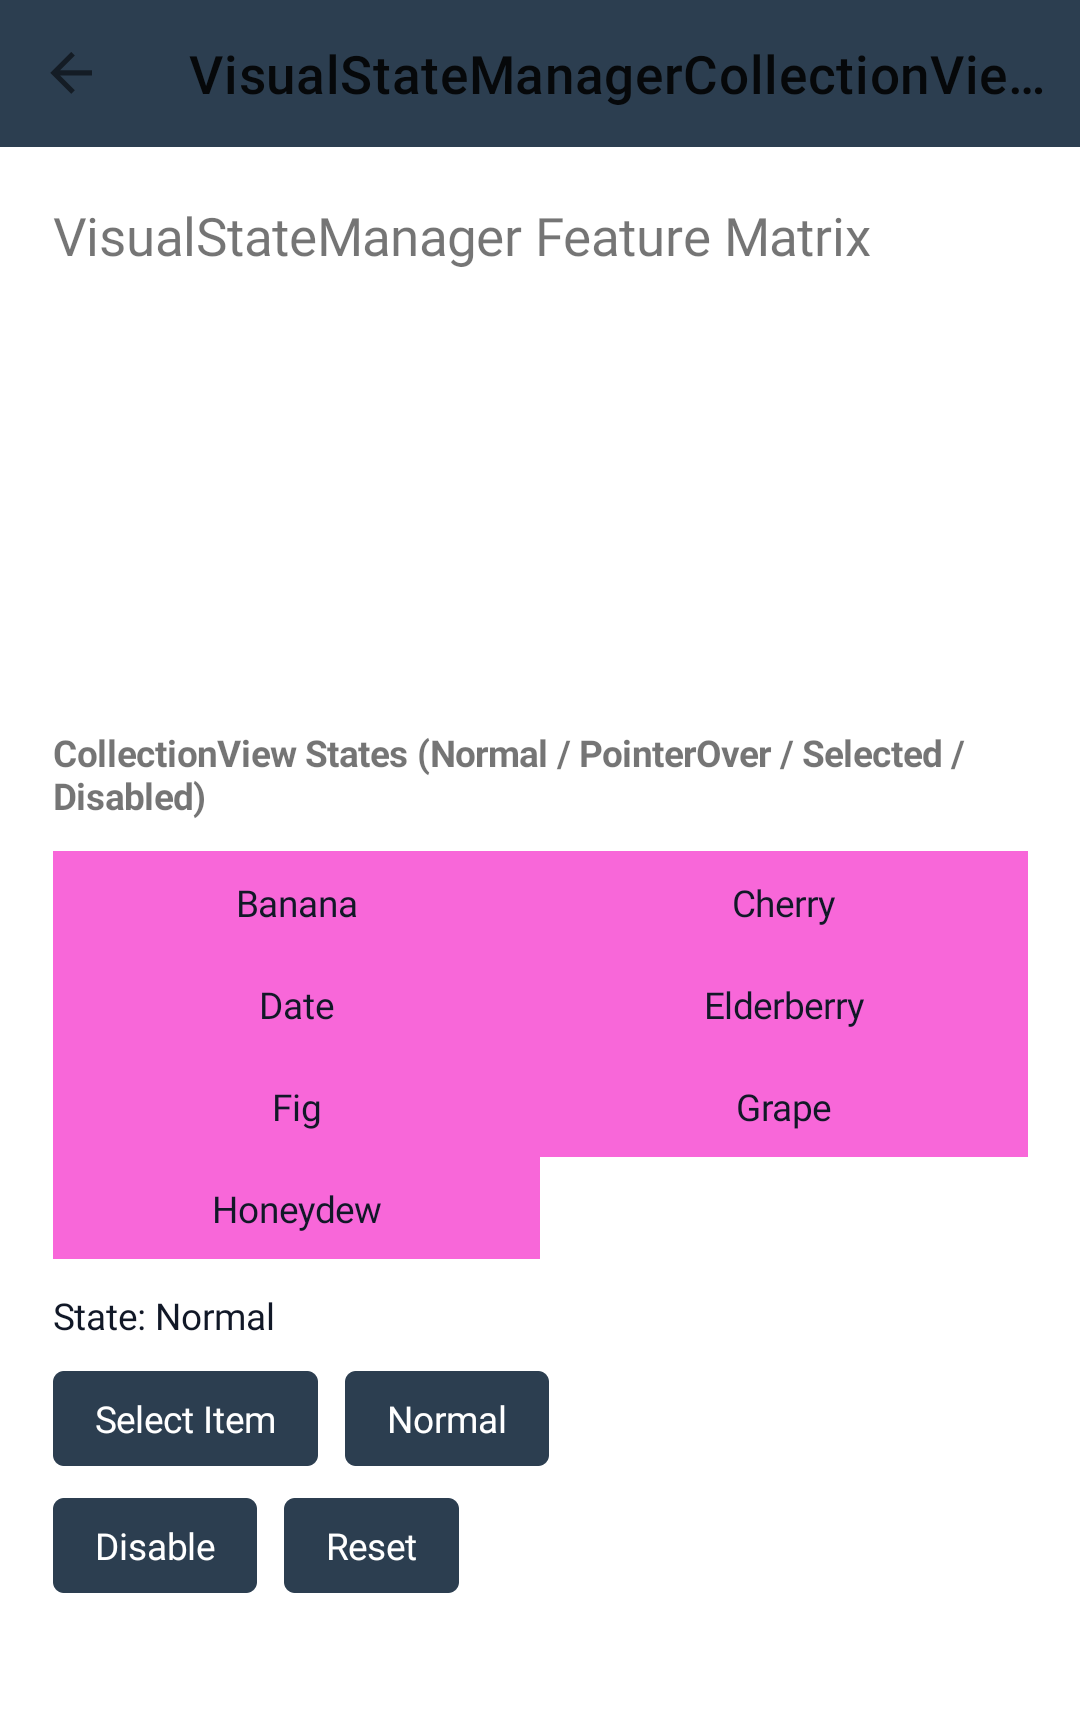 VisualStateManagerCollectionVie...
VisualStateManager Feature Matrix
CollectionView States (Normal / PointerOver / Selected /
Disabled)
Banana
Cherry
Date
Elderberry
Fig
Grape
Honeydew
State: Normal
Select Item
Normal
Disable
Reset